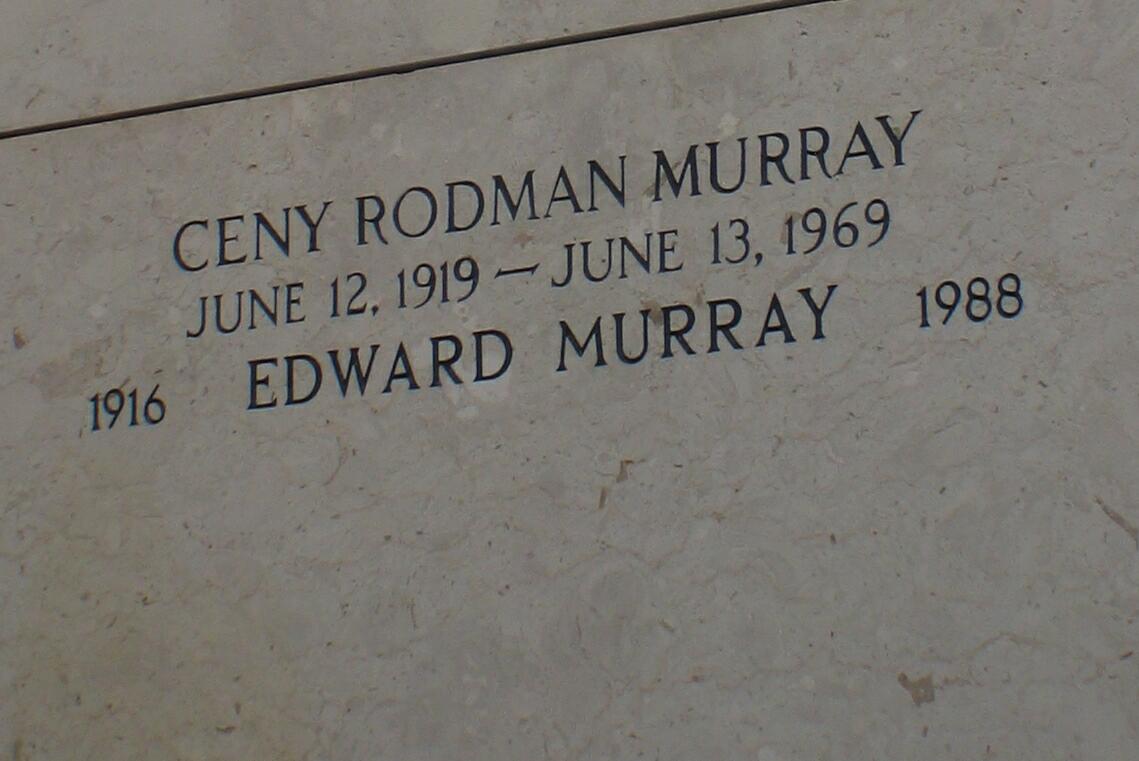 CENY RODMAN MURRAY
JUNE 12, 1919 — JUNE 13, 1969
1916 EDWARD MURRAY 1988